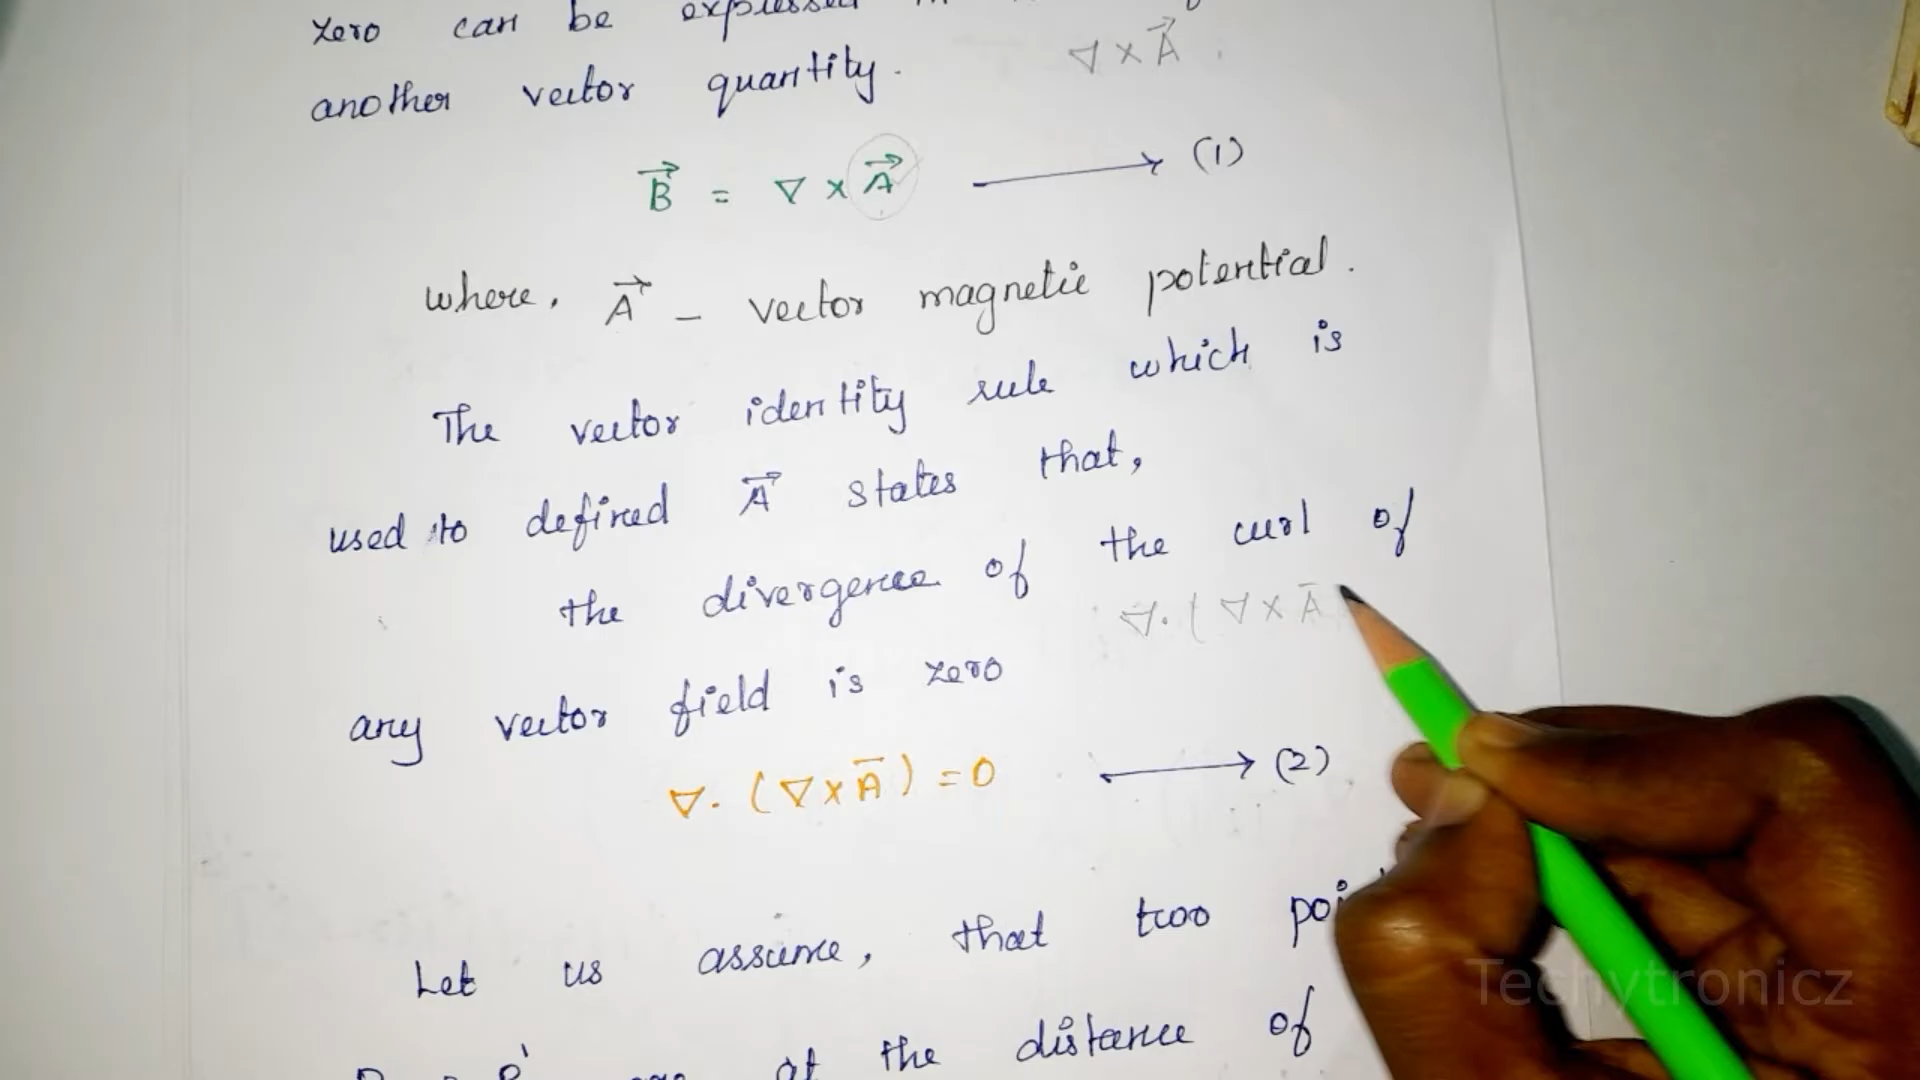 zero can be expressed
another vector quantity.
∇ × A⃗
B⃗ = ∇ × A⃗ ⟶ (1)
where, A⃗ - vector magnetic potential.
The vector identity rule which is
used to defined A⃗ states that,
the divergence of the curl of
∇. ( ∇ × A̅
any vector field is zero
∇. (∇ × A̅) = 0 ⟶ (2)
Let us assume, that two
at the distance of
Techytronicz